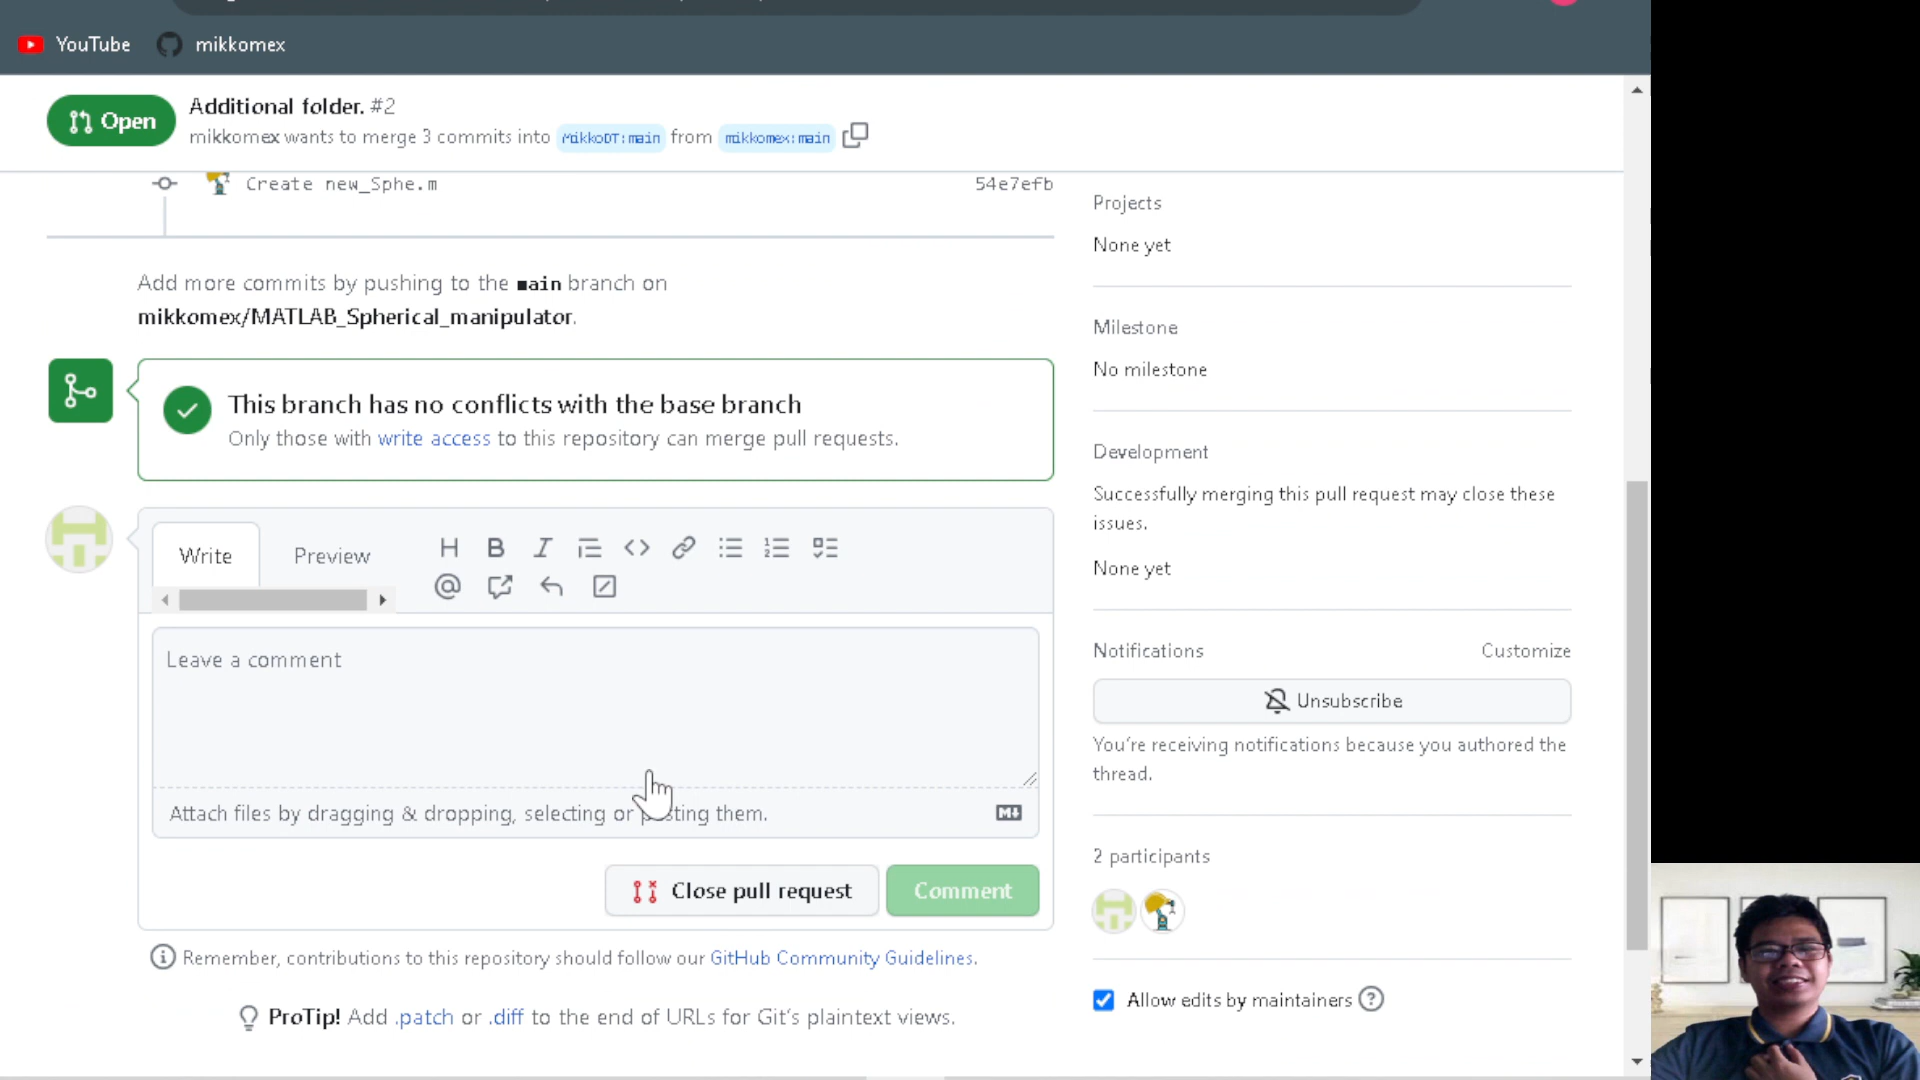 YouTube mikkomex
Open
Additional folder. #2
mikkomex wants to merge 3 commits into MikkoDT:main from mikkomex:main
Create new_Sphe.m 54e7efb
Add more commits by pushing to the main branch on
mikkomex/MATLAB_Spherical_manipulator.
This branch has no conflicts with the base branch
Only those with write access to this repository can merge pull requests.
Write Preview
Leave a comment
Attach files by dragging & dropping, selecting or pasting them.
Close pull request Comment
Remember, contributions to this repository should follow our GitHub Community Guidelines.
ProTip! Add .patch or .diff to the end of URLs for Git's plaintext views.
Projects
None yet
Milestone
No milestone
Development
Successfully merging this pull request may close these
issues.
None yet
Notifications Customize
Unsubscribe
You're receiving notifications because you authored the
thread.
2 participants
Allow edits by maintainers